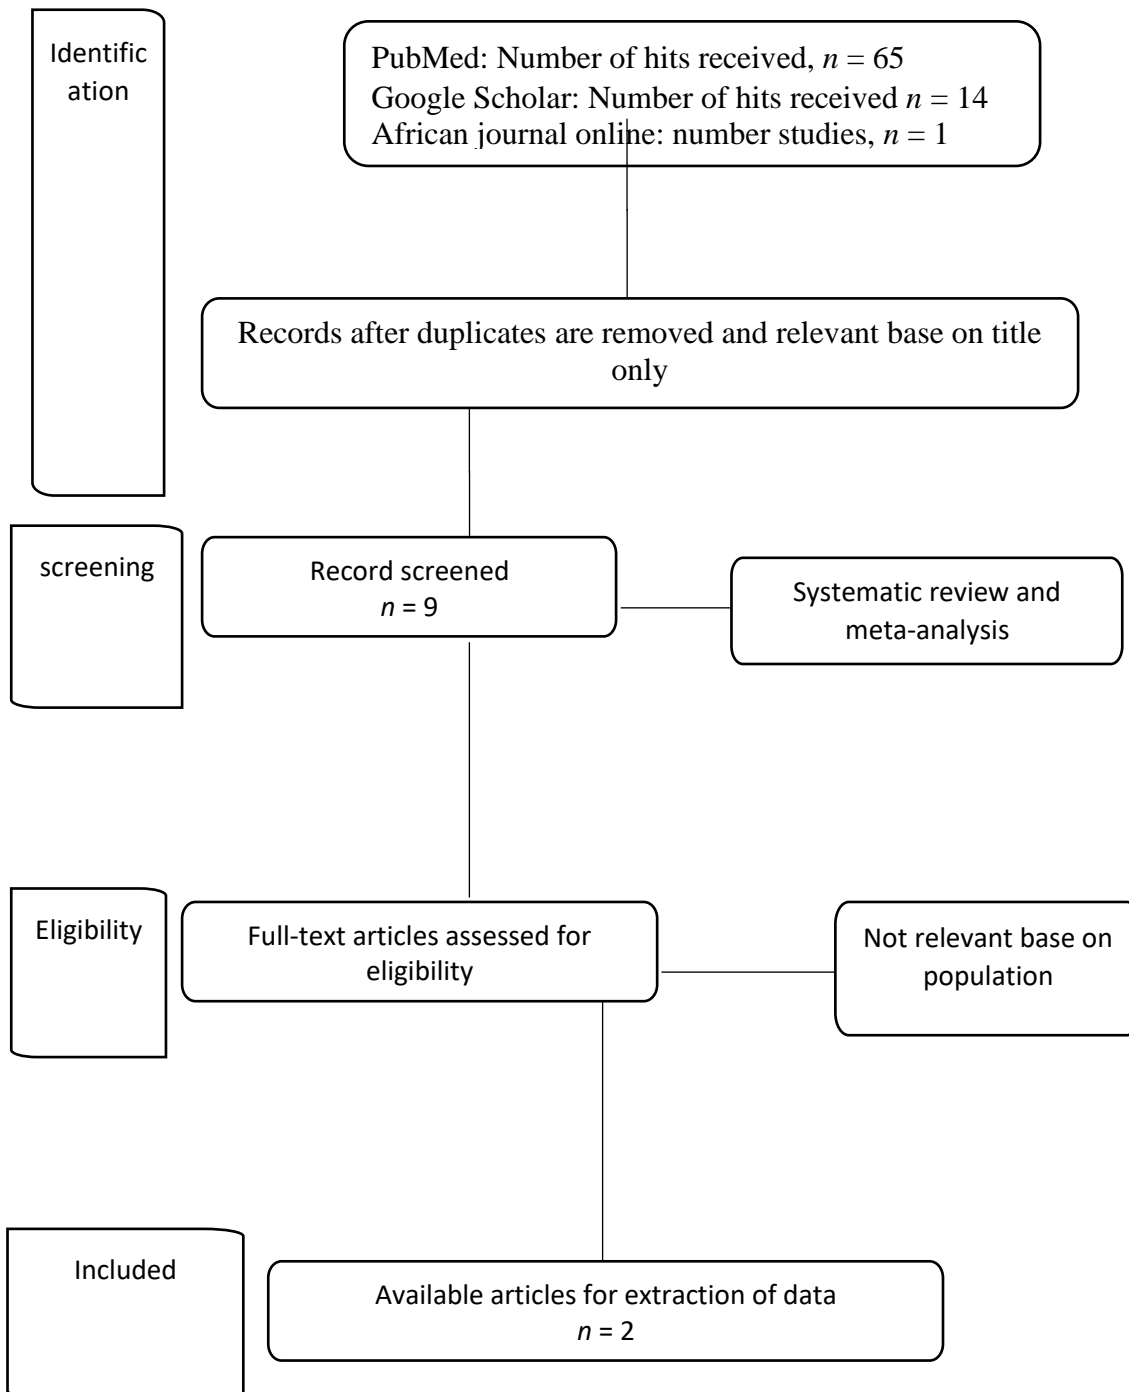 Identific
ation
PubMed: Number of hits received, n = 65
Google Scholar: Number of hits received n = 14
African journal online: number studies, n = 1
Records after duplicates are removed and relevant base on title
only
screening
Record screened
n = 9
Systematic review and
meta-analysis
Eligibility
Full-text articles assessed for
eligibility
Not relevant base on
population
Included
Available articles for extraction of data
n = 2